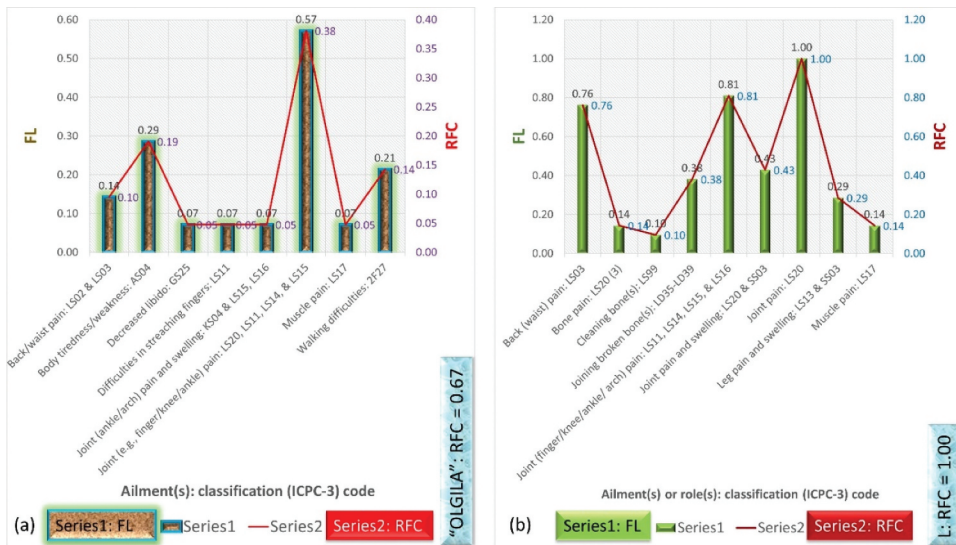 0.60
0.50
0.40
0.30
0.20
0.10
0.00
FL
0.40
0.35
0.30
0.25
0.20
0.15
0.10
0.05
0.00
RFC
0.14
0.10
0.29
0.19
0.07
0.05
0.07
0.05
0.07
0.05
0.57
0.38
0.07
0.05
0.21
0.14
Back/waist pain: LS02 & LS03
Body tiredness/weakness: AS04
Decreased libido: GS25
Difficulties in streaching fingers: LS11
Joint (ankle/arch) pain and swelling: KS04 & LS15, LS16
Joint (e.g., finger/knee/ankle) pain: LS20, LS11, LS14, & LS15
Muscle pain: LS17
Walking difficulties: 2F27
"OLGILA": RFC = 0.67
Ailment(s): classification (ICPC-3) code
(a)
Series1: FL
Series1
Series2
Series2: RFC
1.20
1.00
0.80
0.60
0.40
0.20
0.00
FL
1.20
1.00
0.80
0.60
0.40
0.20
0.00
RFC
0.76
0.76
0.14
0.14
0.10
0.10
0.38
0.38
0.81
0.81
0.43
0.43
1.00
1.00
0.29
0.29
0.14
0.14
Back (waist) pain: LS03
Bone pain: LS20 (3)
Cleaning bone(s): LS99
Joining broken bone(s): LD35-LD39
Joint (finger/knee/ankle/ arch) pain: LS11, LS14, LS15, & LS16
Joint pain and swelling: LS20 & SS03
Joint pain: LS20
Leg pain and swelling: LS13 & SS03
Muscle pain: LS17
L: RFC = 1.00
Ailment(s) or role(s): classification (ICPC-3) code
(b)
Series1: FL
Series1
Series2
Series2: RFC